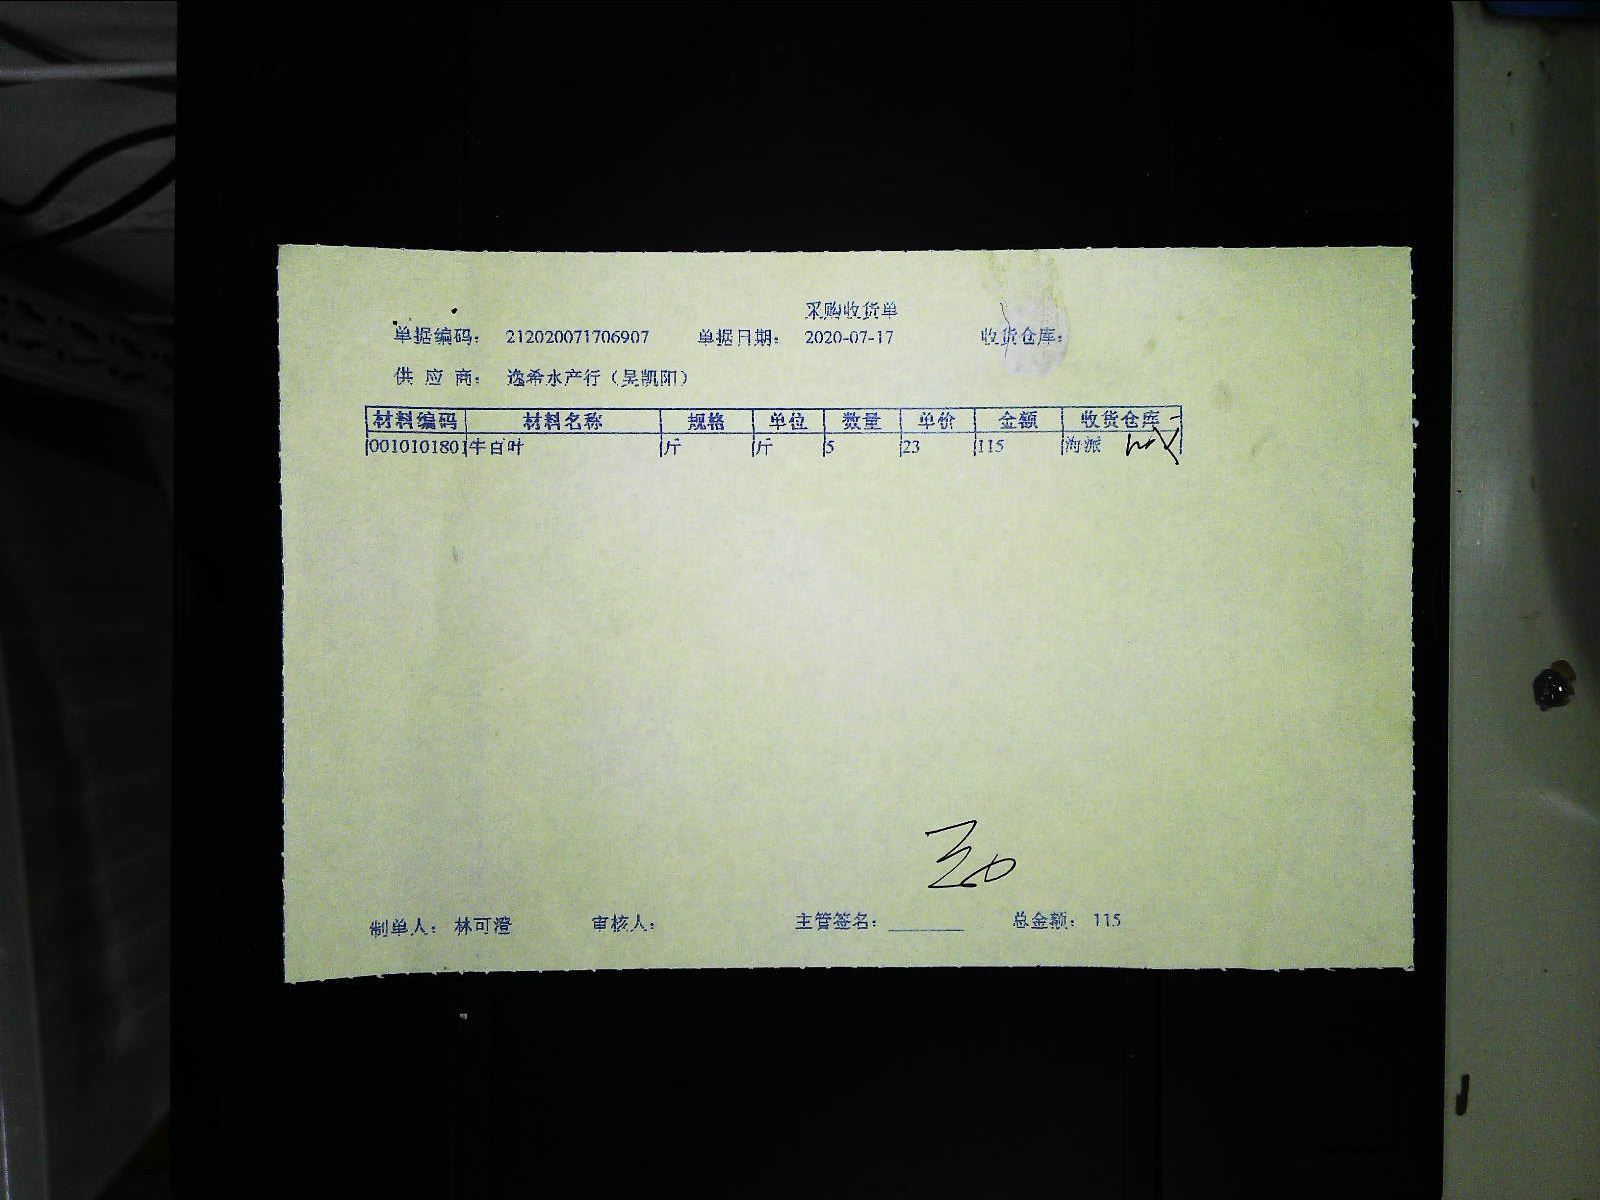 采购收货单
单据编码： 212020071706907 单据日期： 2020-07-17 收货仓库：
供 应 商： 逸希水产行（吴凯阳）
材料编码 材料名称 规格 单位 数量 单价 金额 收货仓库
0010101801 牛百叶 斤 斤 5 23 115 海派
制单人： 林可澄 审核人： 主管签名： 总金额： 115